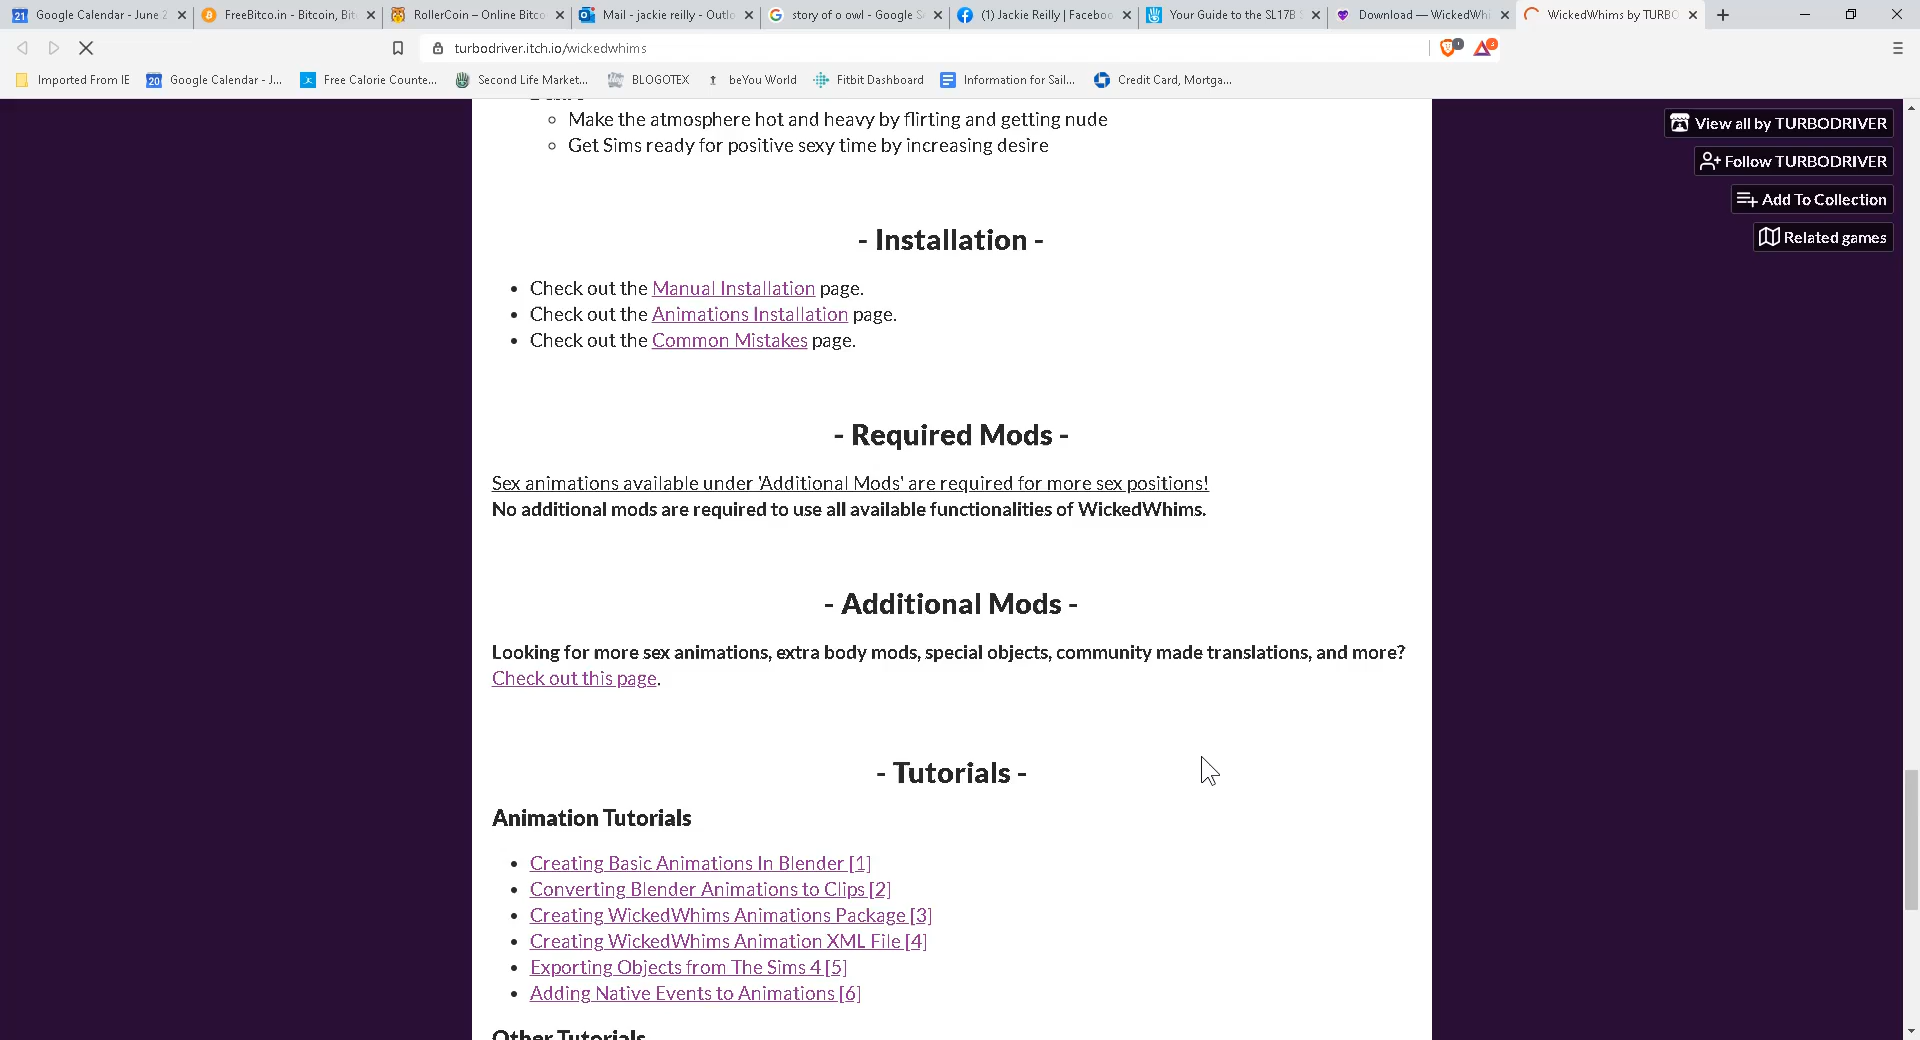 21 Google Calendar - June 2
FreeBitco.in - Bitcoin, Bit
RollerCoin – Online Bitco
Mail - jackie reilly - Outlo
story of o owl - Google S
(1) Jackie Reilly | Faceboo
Your Guide to the SL17B
Download — WickedWhi
WickedWhims by TURBO
turbodriver.itch.io/wickedwhims
1
3
Imported From IE
20 Google Calendar - J...
Free Calorie Counte...
Second Life Market...
BLOGOTEX
beYou World
Fitbit Dashboard
Information for Sail...
Credit Card, Mortga...
Make the atmosphere hot and heavy by flirting and getting nude
Get Sims ready for positive sexy time by increasing desire
View all by TURBODRIVER
Follow TURBODRIVER
Add To Collection
Related games
- Installation -
Check out the Manual Installation page.
Check out the Animations Installation page.
Check out the Common Mistakes page.
- Required Mods -
Sex animations available under 'Additional Mods' are required for more sex positions!
No additional mods are required to use all available functionalities of WickedWhims.
- Additional Mods -
Looking for more sex animations, extra body mods, special objects, community made translations, and more?
Check out this page.
- Tutorials -
Animation Tutorials
Creating Basic Animations In Blender [1]
Converting Blender Animations to Clips [2]
Creating WickedWhims Animations Package [3]
Creating WickedWhims Animation XML File [4]
Exporting Objects from The Sims 4 [5]
Adding Native Events to Animations [6]
Other Tutorials